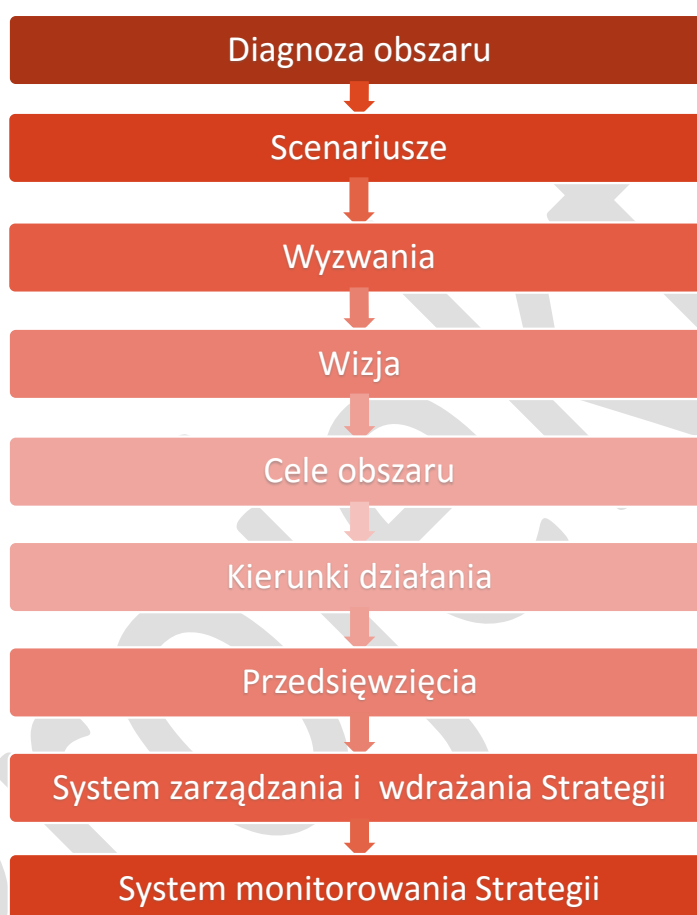 Diagnoza obszaru
Scenariusze
Wyzwania
Wizja
Cele obszaru
Kierunki działania
Przedsięwzięcia
System zarządzania i  wdrażania Strategii
System monitorowania Strategii